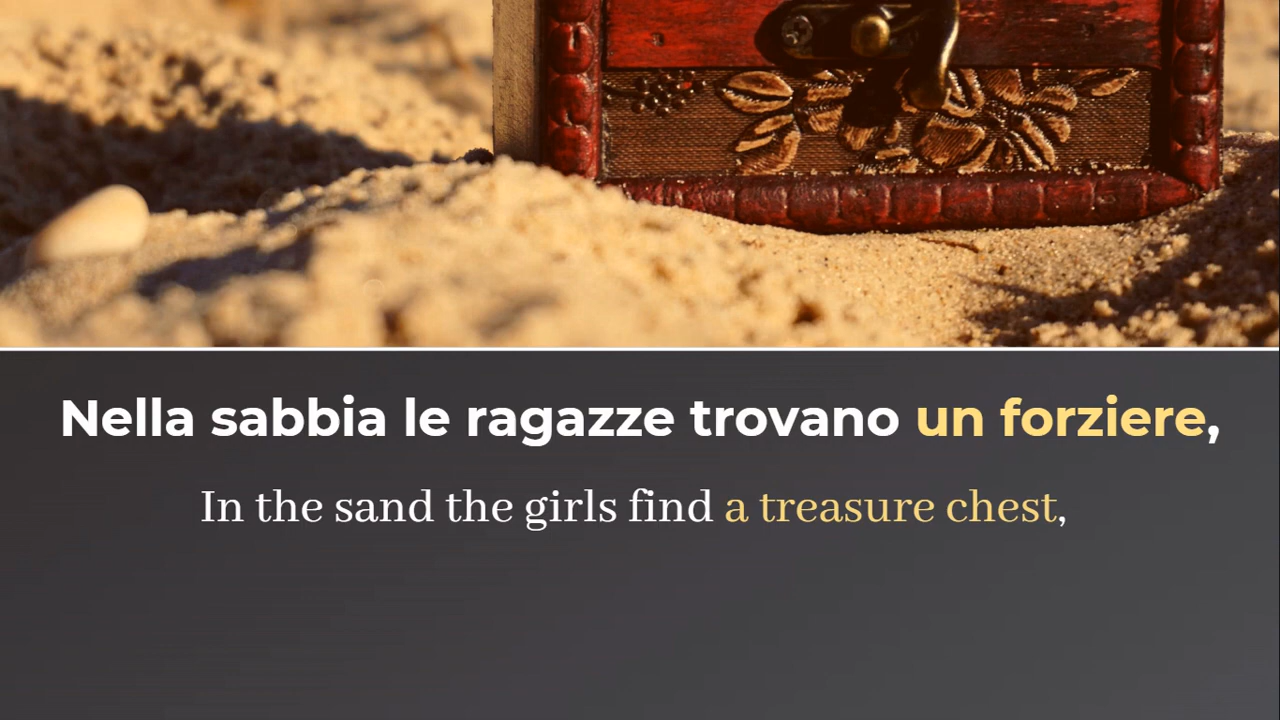 Nella sabbia le ragazze trovano un forziere,
In the sand the girls find a treasure chest,